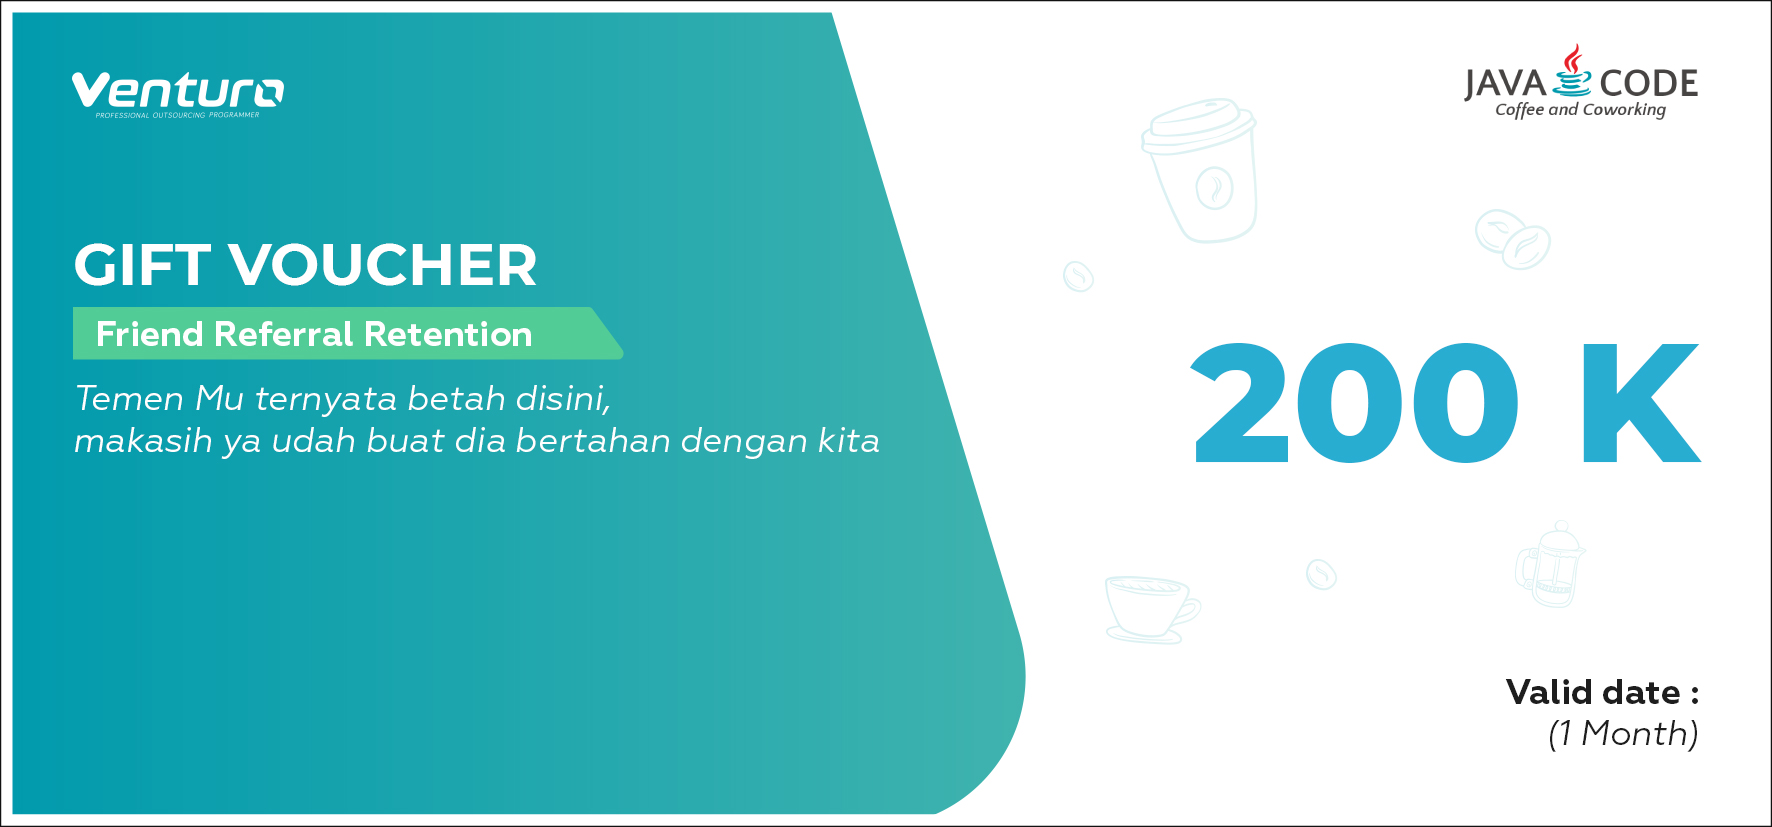 Venturo
PROFESSIONAL OUTSOURCING PROGRAMMER
JAVA CODE
Coffee and Coworking
GIFT VOUCHER
Friend Referral Retention
Temen Mu ternyata betah disini,
makasih ya udah buat dia bertahan dengan kita
200 K
Valid date :
(1 Month)